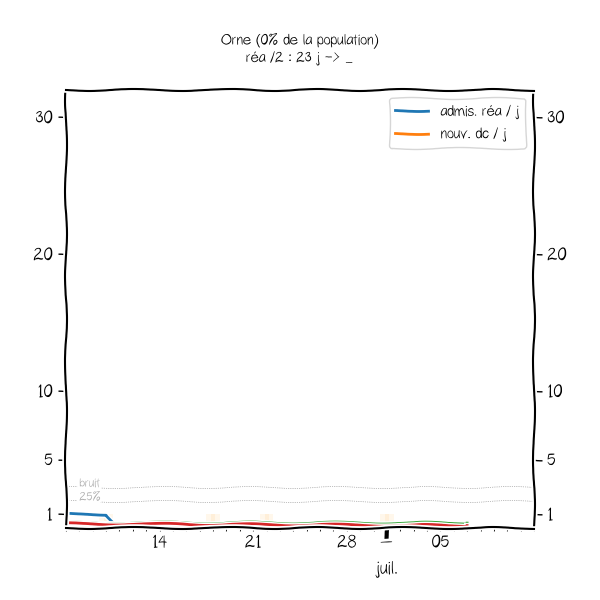 Orne (0% de la population)
réa /2 : 23 j -> _
admis. réa / j
nouv. dc / j
30
30
20
20
10
10
5
5
bruit
25%
1
1
14
21
28
05
juil.